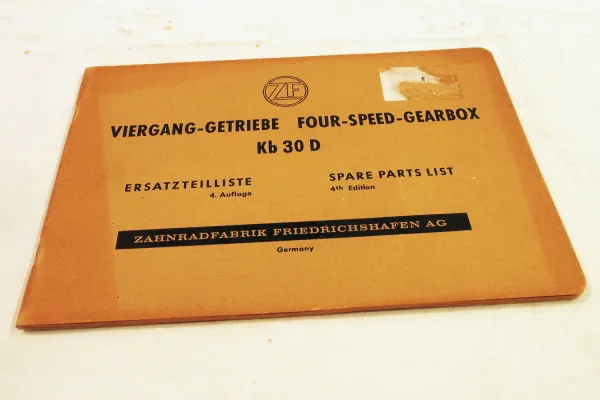 ZF
VIERGANG-GETRIEBE FOUR-SPEED-GEARBOX
Kb 30 D
ERSATZTEILLISTE SPARE PARTS LIST
4. Auflage 4th Edition
ZAHNRADFABRIK FRIEDRICHSHAFEN AG
Germany